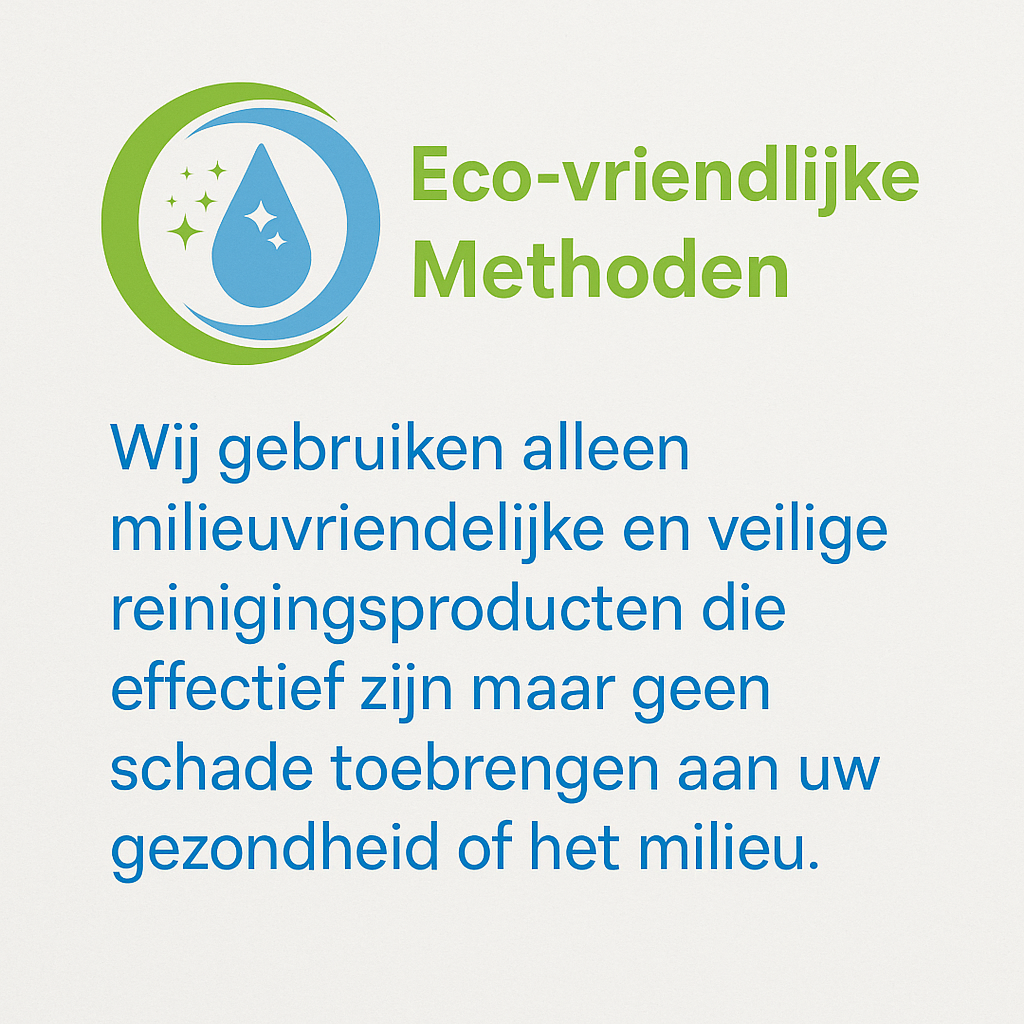 Eco-vriendlijke
Methoden
Wij gebruiken alleen
milieuvriendelijke en veilige
reinigingsproducten die
effectief zijn maar geen
schade toebrengen aan uw
gezondheid of het milieu.